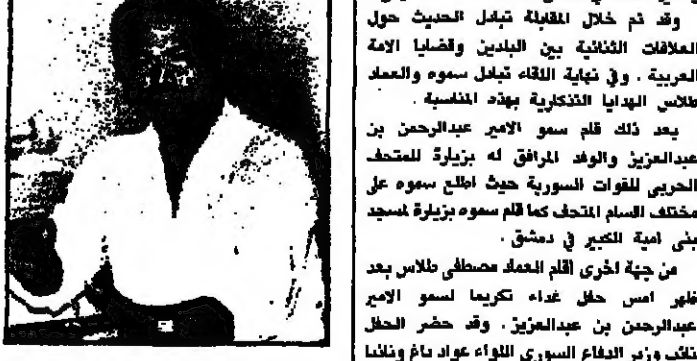 وقد تم خلال المقابلة تبادل الحديث حول
العلاقات الثنائية بين البلدين وقضايا الامة
العربية . وفي نهاية اللقاء تبادل سموه والعماد
طلاس الهدايا التذكارية بهذه المناسبة .
بعد ذلك قام سمو الامير عبدالرحمن بن
عبدالعزيز والوفد المرافق له بزيارة للمتحف
الحربي للقوات السورية حيث اطلع سموه على
مختلف اقسام المتحف كما قام سموه بزيارة لمسجد
بنى امية الكبير في دمشق .
من جهة اخرى أقام العماد مصطفى طلاس بعد
ظهر امس حفل غداء تكريما لسمو الامير
عبدالرحمن بن عبدالعزيز . وقد حضر الحفل
نائب وزير الدفاع السوري اللواء عواد باغ ونائبا